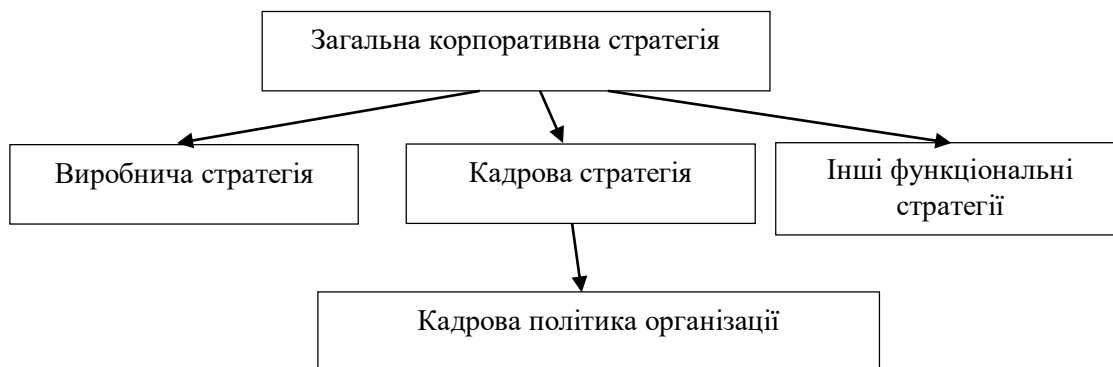 Загальна корпоративна стратегія
Виробнича стратегія
Кадрова стратегія
Інші функціональні
стратегії
Кадрова політика організації